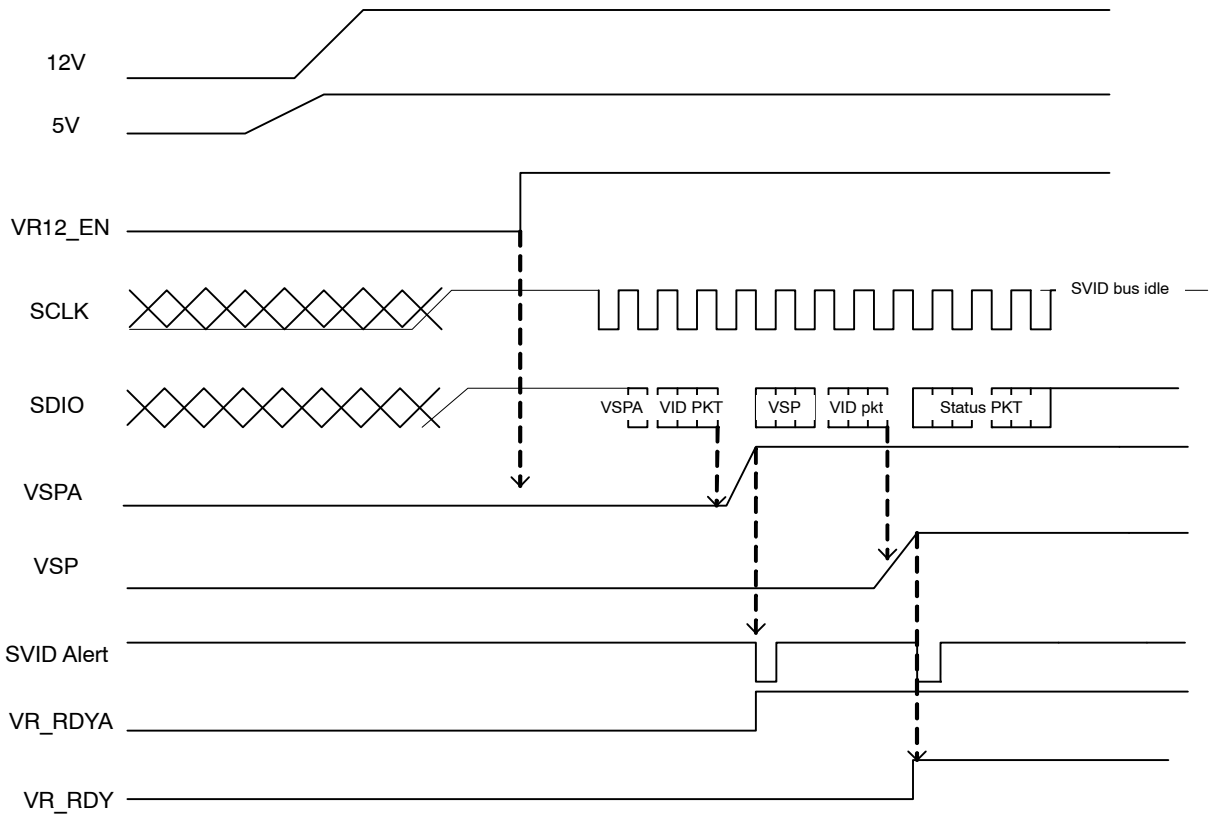 12V
5V
VR12_EN
SCLK
SVID bus idle
SDIO
VSPA VID PKT VSP VID pkt Status PKT
VSPA
VSP
SVID Alert
VR_RDYA
VR_RDY